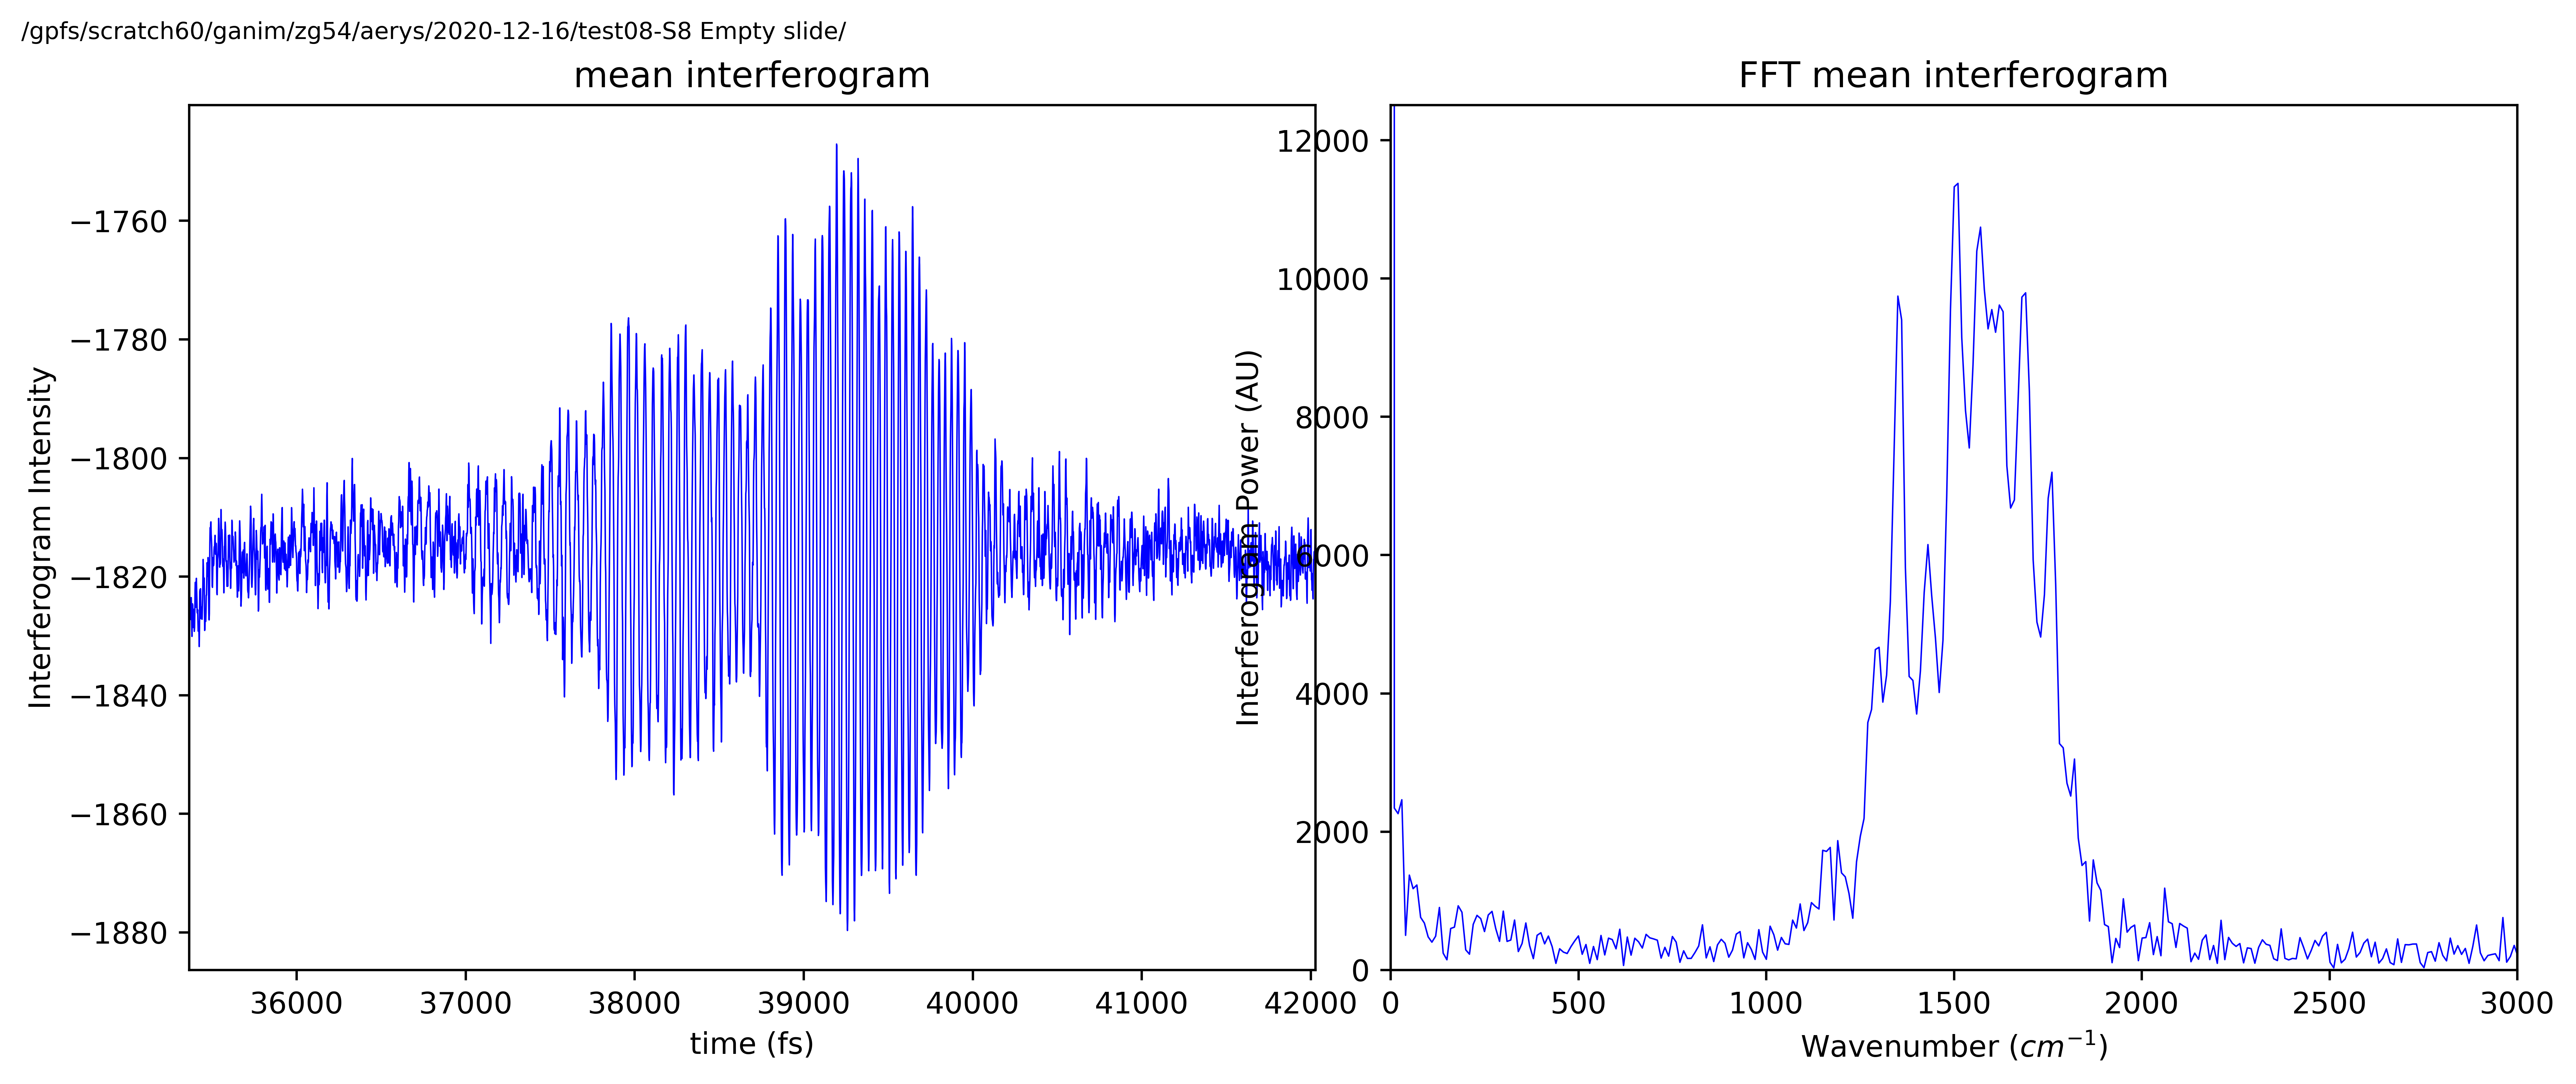 /gpfs/scratch60/ganim/zg54/aerys/2020-12-16/test08-S8 Empty slide/
mean interferogram
Interferogram Intensity
−1760
−1780
−1800
−1820
−1840
−1860
−1880
36000 37000 38000 39000 40000 41000 42000
time (fs)
FFT mean interferogram
Interferogram Power (AU)
12000
10000
8000
6000
4000
2000
0
0 500 1000 1500 2000 2500 3000
Wavenumber (cm⁻¹)